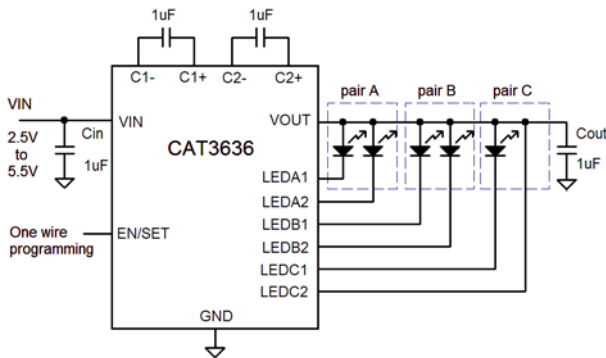 1uF
1uF
C1-
C1+
C2-
C2+
pair A
pair B
pair C
VIN
Cin
VIN
VOUT
Cout
2.5V
to
5.5V
1uF
CAT3636
1uF
LEDA1
LEDA2
One wire
programming
EN/SET
LEDB1
LEDB2
LEDC1
LEDC2
GND